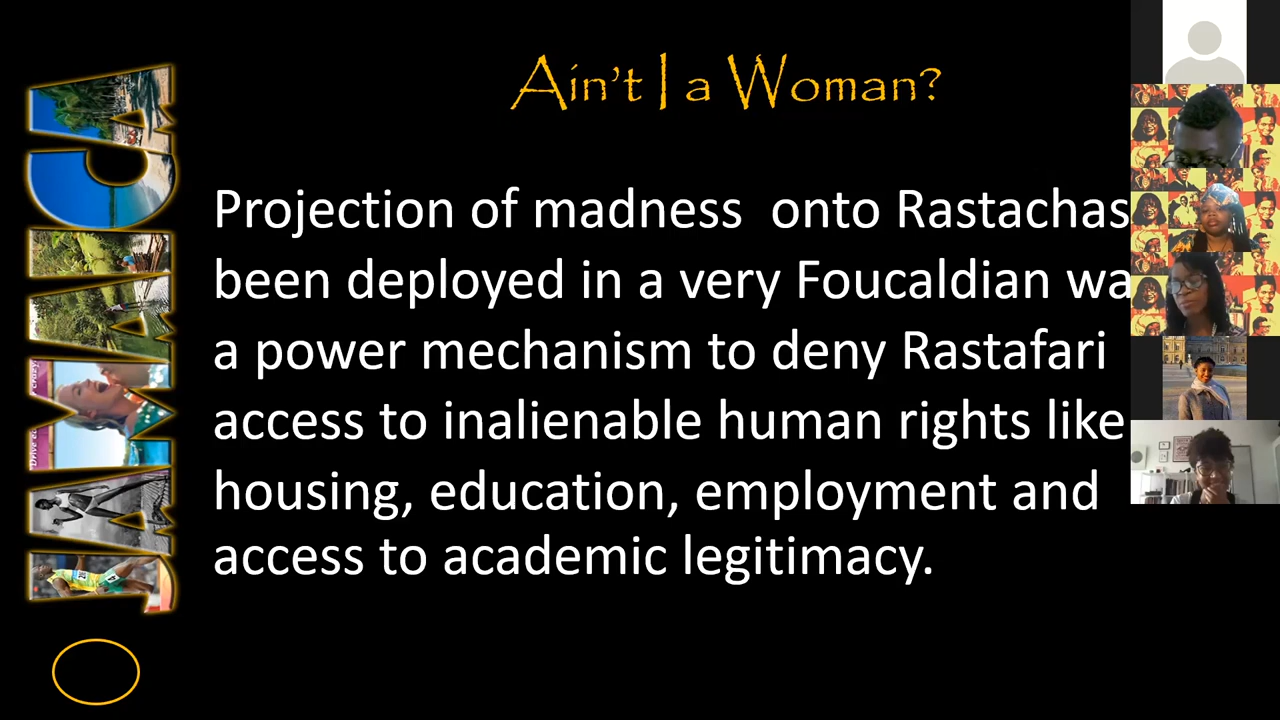 Ain't I a Woman?
Projection of madness onto Rastachas
been deployed in a very Foucaldian wa
a power mechanism to deny Rastafari
access to inalienable human rights like
housing, education, employment and
access to academic legitimacy.
JAMAICA